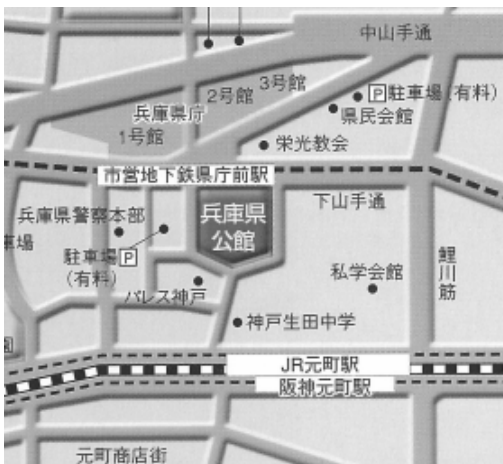 中山手通
3号館
2号館
P駐車場(有料)
兵庫県庁
県民会館
1号館
栄光教会
市営地下鉄県庁前駅
下山手通
兵庫県警察本部
兵庫県
公館
車場
駐車場P
(有料)
鯉川筋
私学会館
パレス神戸
神戸生田中学
JR元町駅
阪神元町駅
元町商店街